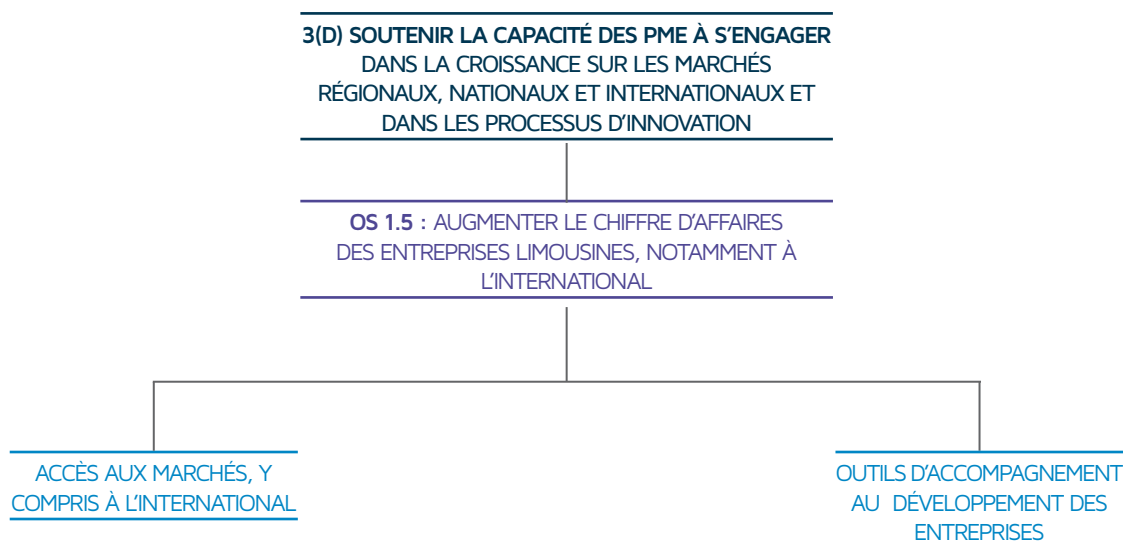 3(D) SOUTENIR LA CAPACITÉ DES PME À S'ENGAGER
DANS LA CROISSANCE SUR LES MARCHÉS
RÉGIONAUX, NATIONAUX ET INTERNATIONAUX ET
DANS LES PROCESSUS D'INNOVATION
OS 1.5 : AUGMENTER LE CHIFFRE D'AFFAIRES
DES ENTREPRISES LIMOUSINES, NOTAMMENT À
L'INTERNATIONAL
ACCÈS AUX MARCHÉS, Y
COMPRIS À L'INTERNATIONAL
OUTILS D'ACCOMPAGNEMENT
AU DÉVELOPPEMENT DES
ENTREPRISES